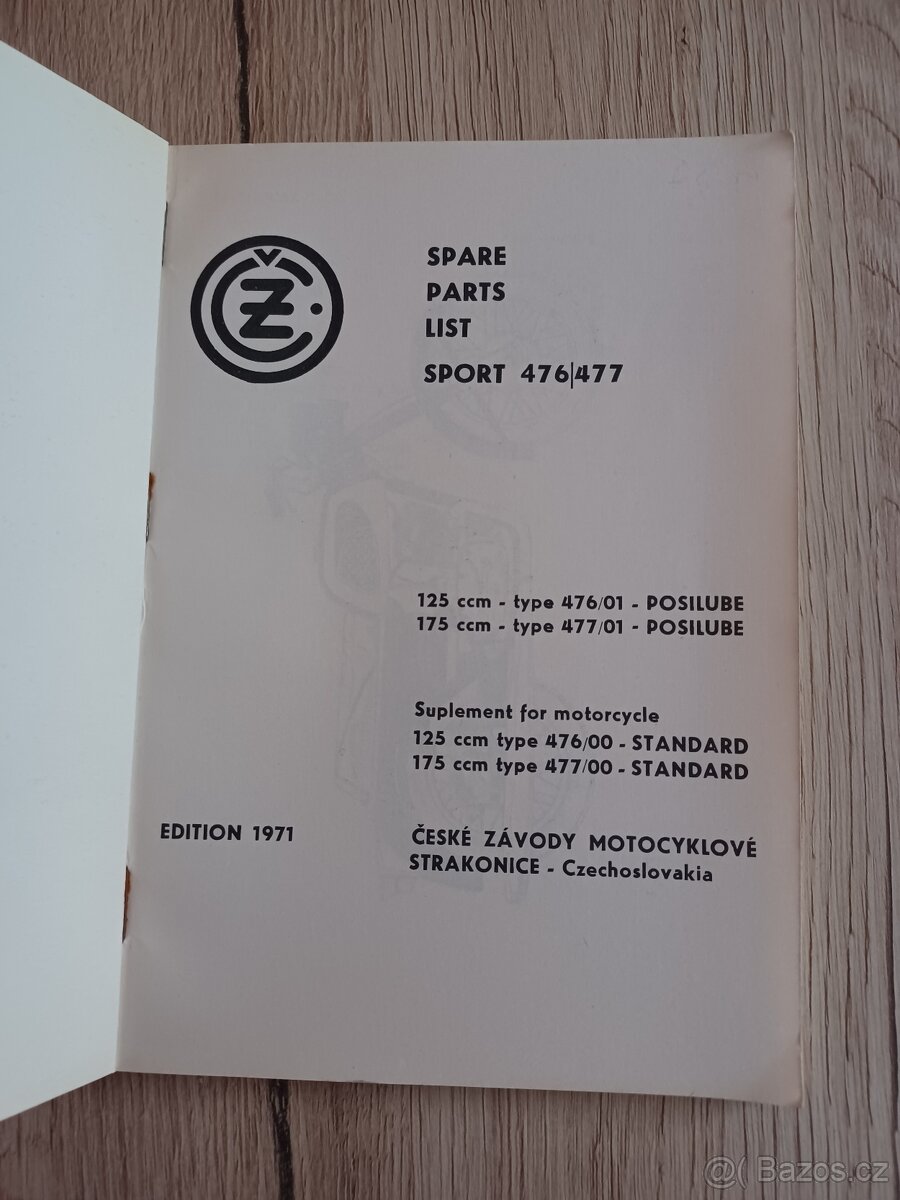 ČZ
SPARE
PARTS
LIST
SPORT 476|477
125 ccm - type 476/01 - POSILUBE
175 ccm - type 477/01 - POSILUBE
Suplement for motorcycle
125 ccm type 476/00 - STANDARD
175 ccm type 477/00 - STANDARD
EDITION 1971
ČESKÉ ZÁVODY MOTOCYKLOVÉ
STRAKONICE - Czechoslovakia
@( Bazos.cz